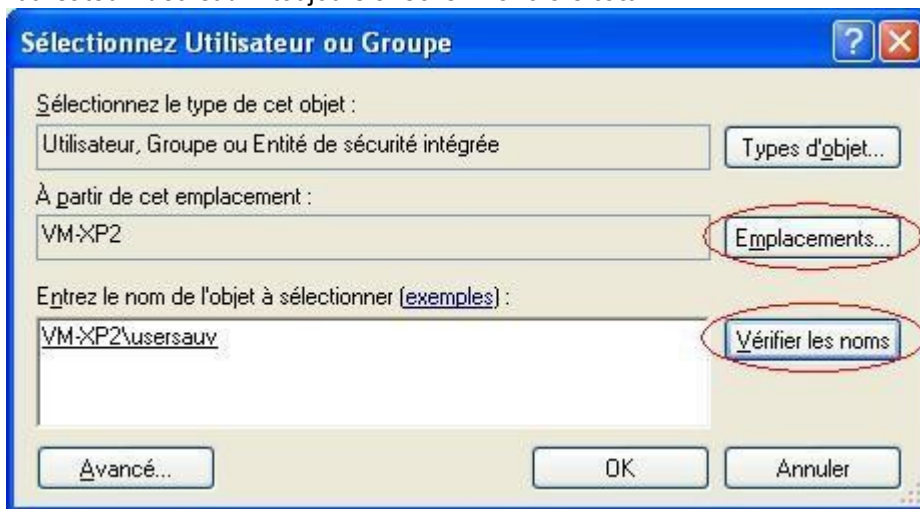 Sélectionnez Utilisateur ou Groupe
Sélectionnez le type de cet objet :
Utilisateur, Groupe ou Entité de sécurité intégrée
Types d'objet...
À partir de cet emplacement :
VM-XP2
Emplacements...
Entrez le nom de l'objet à sélectionner (exemples) :
VM-XP2\usersauv
Vérifier les noms
Avancé...
OK
Annuler